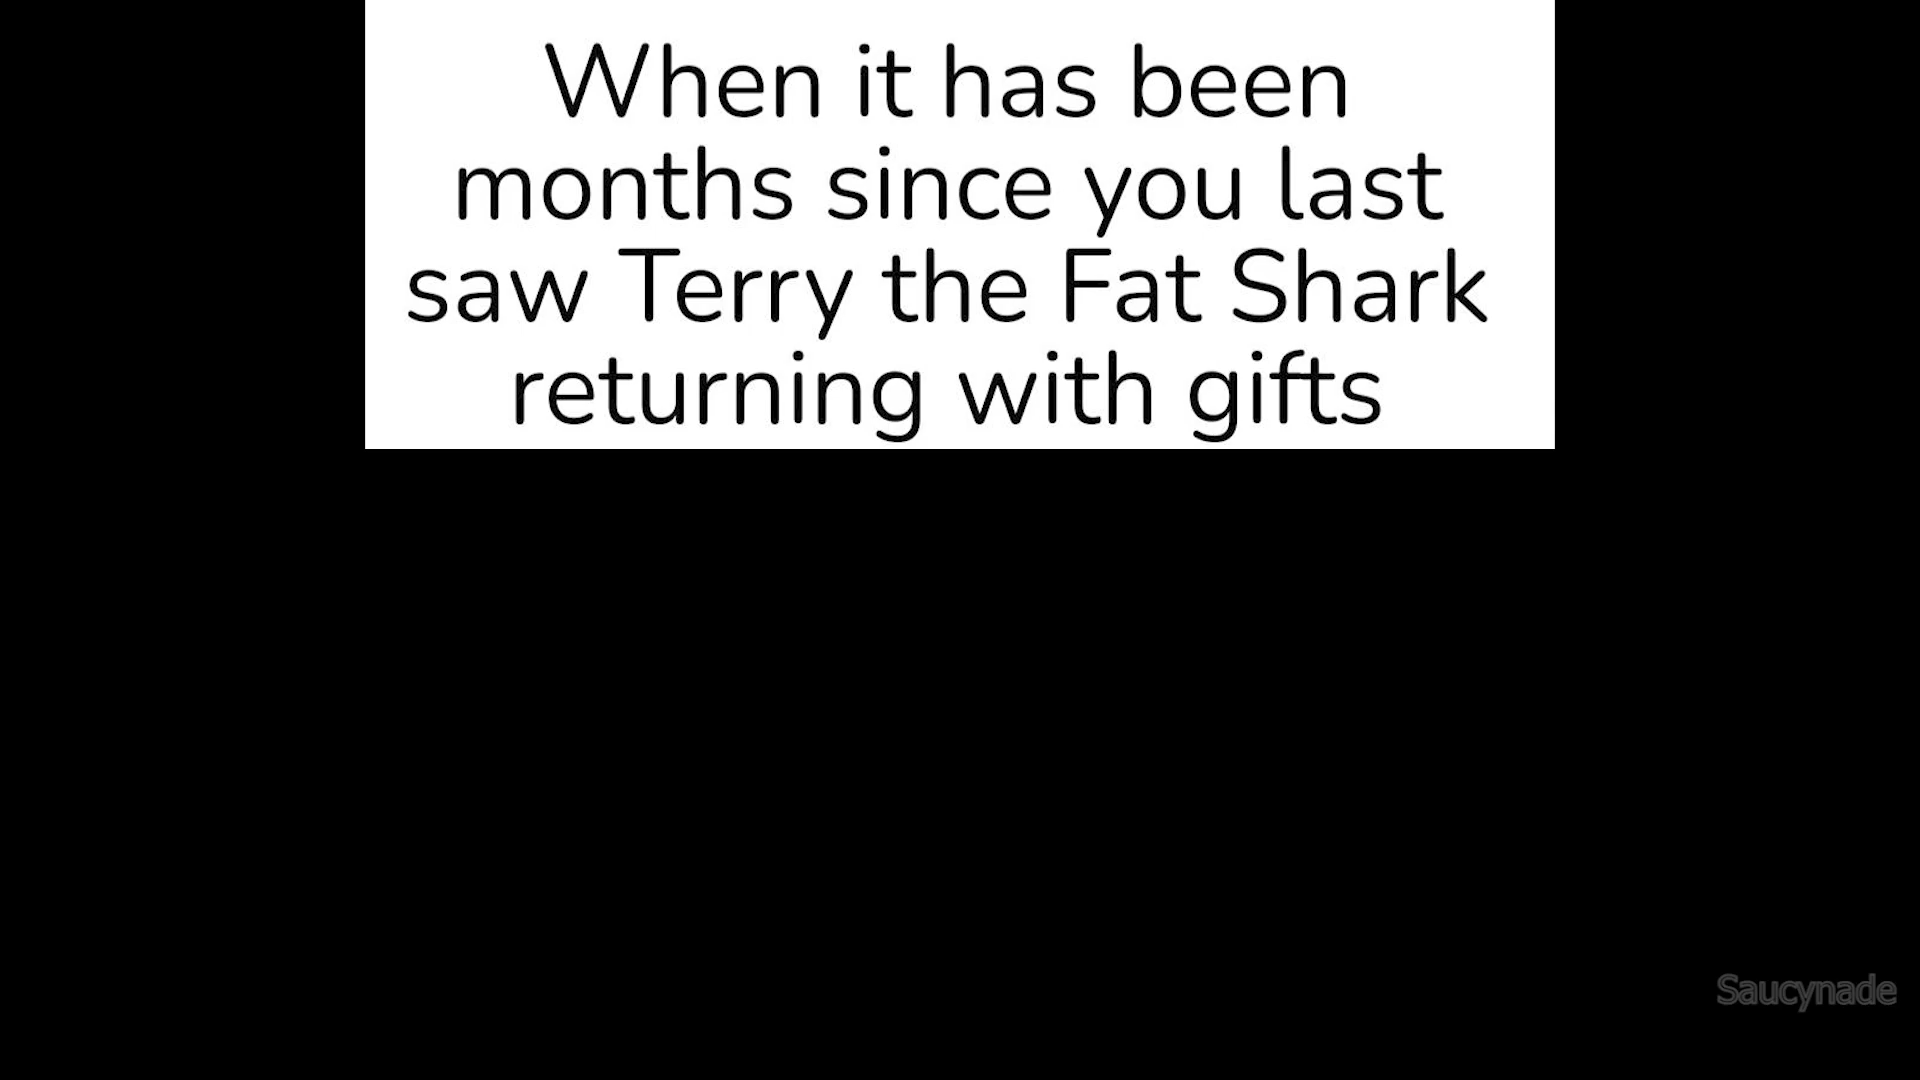 When it has been
months since you last
saw Terry the Fat Shark
returning with gifts
Saucynade